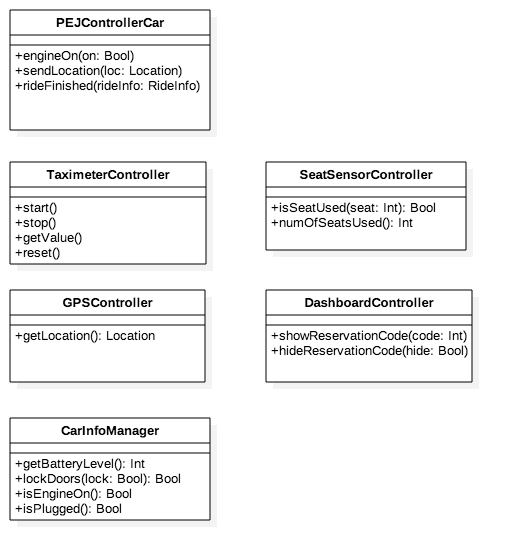 PEJControllerCar
+engineOn(on: Bool)
+sendLocation(loc: Location)
+rideFinished(rideInfo: RideInfo)
TaximeterController
+start()
+stop()
+getValue()
+reset()
SeatSensorController
+isSeatUsed(seat: Int): Bool
+numOfSeatsUsed(): Int
GPSController
+getLocation(): Location
DashboardController
+showReservationCode(code: Int)
+hideReservationCode(hide: Bool)
CarInfoManager
+getBatteryLevel(): Int
+lockDoors(lock: Bool): Bool
+isEngineOn(): Bool
+isPlugged(): Bool